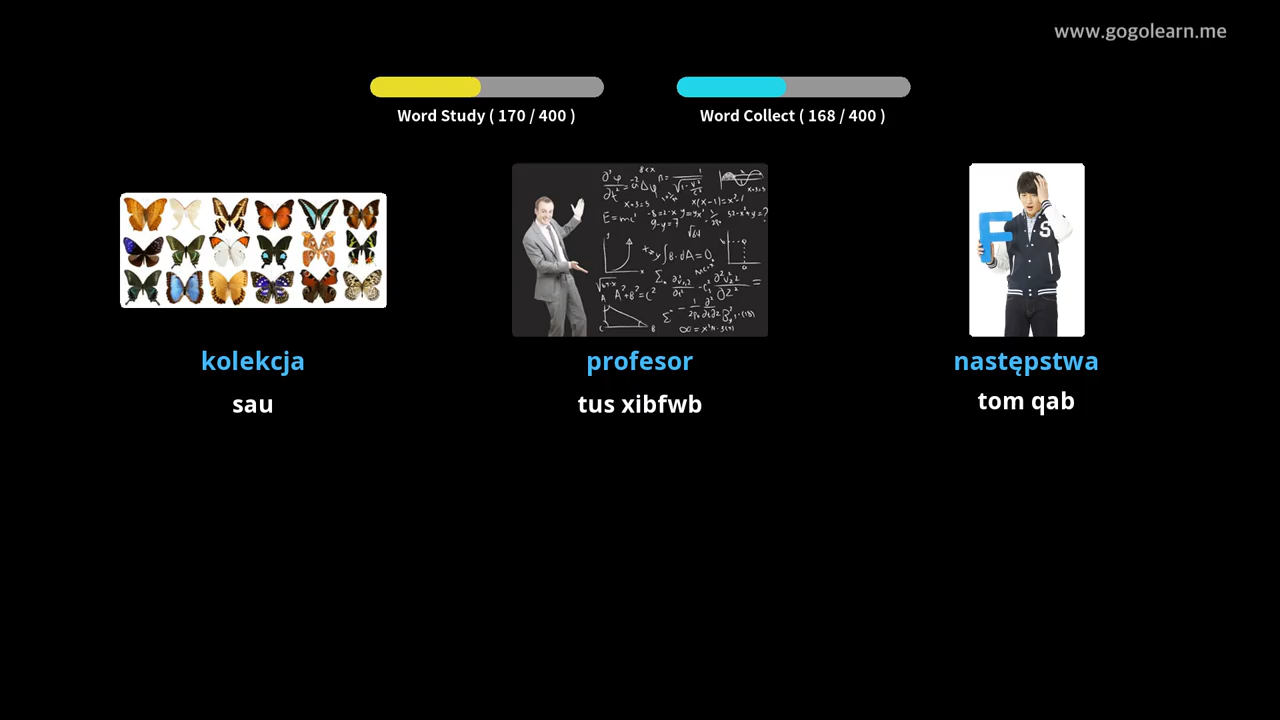 www.gogolearn.me
Word Study ( 170 / 400 )
Word Collect ( 168 / 400 )
kolekcja
profesor
następstwa
sau
tus xibfwb
tom qab
F
S